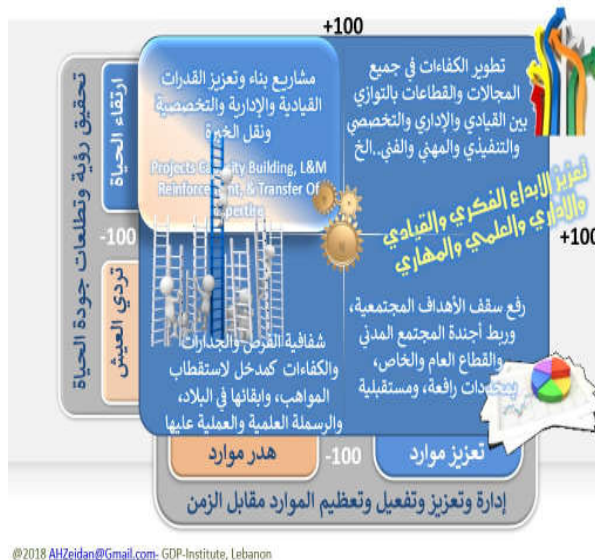 +100
تطوير الكفاءات في جميع
المجالات والقطاعات بالتوازي
بين القيادي والإداري والتخصصي
والتنفيذي والمهني والفني..الخ
مشاريع بناء وتعزيز القدرات
القيادية والإدارية والتخصصية
ونقل الخبرة
Projects Capacity Building, L&M
Reinforcement, & Transfer Of
Expertise
تعزيز الابداع الفكري والقيادي
والاداري والعلمي والمهاري
+100
-100
تحقيق رؤية وتطلعات جودة الحياة
ارتقاء الحياة
تردي العيش
رفع سقف الأهداف المجتمعية،
وربط أجندة المجتمع المدني
والقطاع العام والخاص،
بمحددات رافعة، ومستقبلية
شفافية الفرص والجدارات
والكفاءات كمدخل لاستقطاب
المواهب، وابقائها في البلاد،
والرسملة العلمية والعملية عليها
هدر موارد
-100
تعزيز موارد
إدارة وتعزيز وتفعيل وتعظيم الموارد مقابل الزمن
@2018 AHZeidan@Gmail.com- GDP-Institute, Lebanon